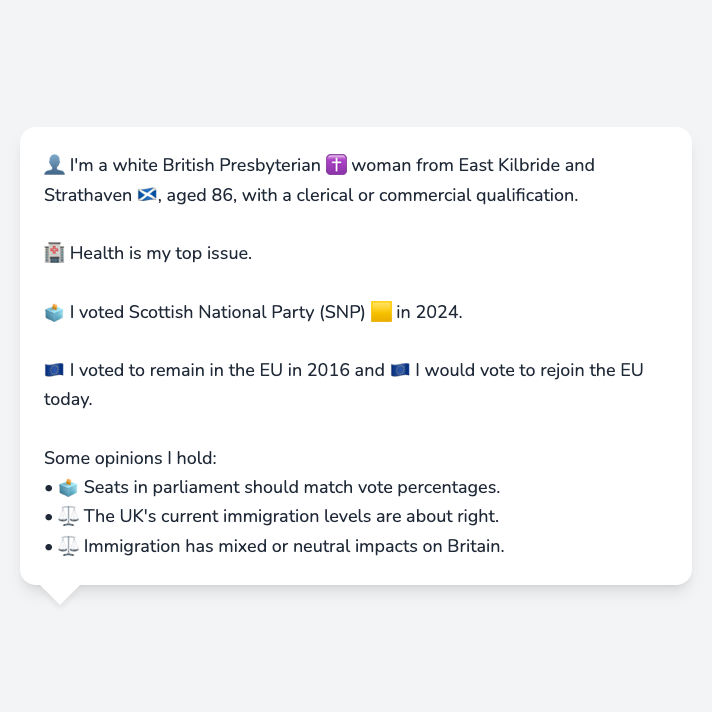 👤 I'm a white British Presbyterian ✝️ woman from East Kilbride and
Strathaven 🏴󠁧󠁢󠁳󠁣󠁴󠁿, aged 86, with a clerical or commercial qualification.
🏥 Health is my top issue.
🗳️ I voted Scottish National Party (SNP) 🟨 in 2024.
🇪🇺 I voted to remain in the EU in 2016 and 🇪🇺 I would vote to rejoin the EU
today.
Some opinions I hold:
• 🗳️ Seats in parliament should match vote percentages.
• ⚖️ The UK's current immigration levels are about right.
• ⚖️ Immigration has mixed or neutral impacts on Britain.